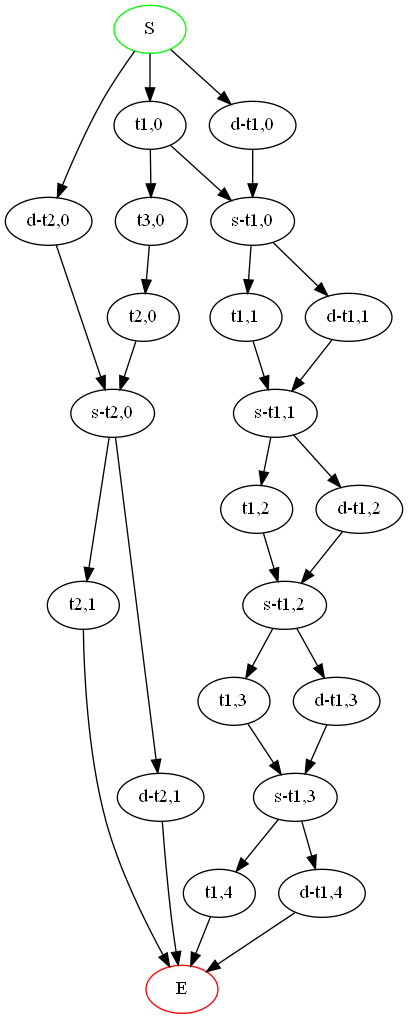 S
t1,0
d-t1,0
d-t2,0
t3,0
s-t1,0
t2,0
t1,1
d-t1,1
s-t2,0
s-t1,1
t1,2
d-t1,2
t2,1
s-t1,2
t1,3
d-t1,3
d-t2,1
s-t1,3
t1,4
d-t1,4
E